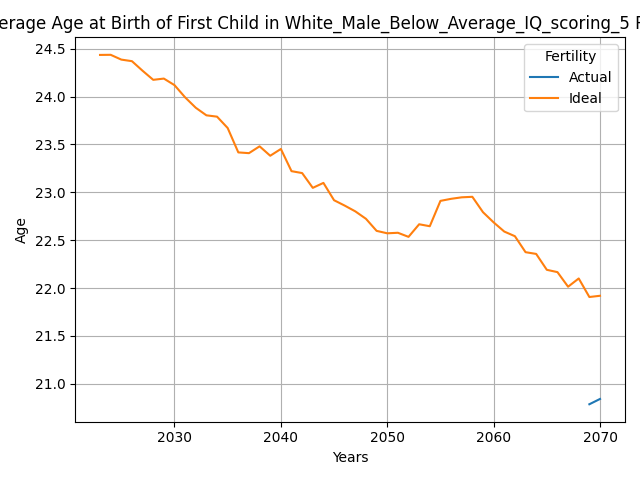 Average Age at Birth of First Child in White_Male_Below_Average_IQ_scoring_5
Fertility
Actual
Ideal
24.5
24.0
23.5
23.0
22.5
22.0
21.5
21.0
Age
2030 2040 2050 2060 2070
Years